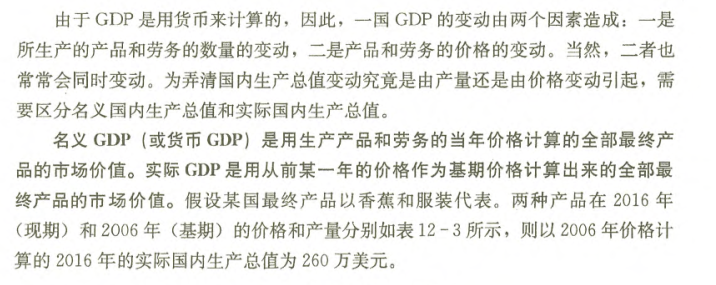 由于 GDP 是用货币来计算的，因此，一国 GDP 的变动由两个因素造成：一是
所生产的产品和劳务的数量的变动，二是产品和劳务的价格的变动。当然，二者也
常常会同时变动。为弄清国内生产总值变动究竟是由产量还是由价格变动引起，需
要区分名义国内生产总值和实际国内生产总值。
名义 GDP（或货币 GDP）是用生产产品和劳务的当年价格计算的全部最终产
品的市场价值。实际 GDP 是用从前某一年的价格作为基期价格计算出来的全部最
终产品的市场价值。假设某国最终产品以香蕉和服装代表。两种产品在 2016 年
（现期）和 2006 年（基期）的价格和产量分别如表 12-3 所示，则以 2006 年价格计
算的 2016 年的实际国内生产总值为 260 万美元。